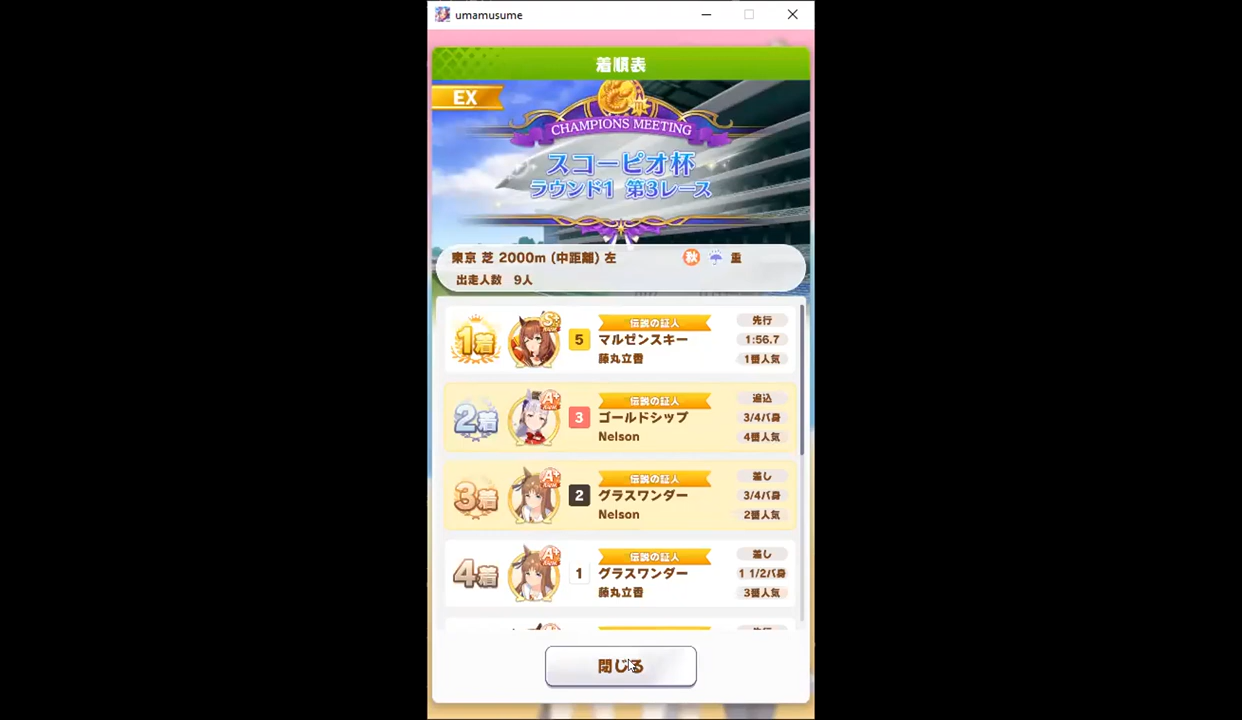 umamusume
着順表
EX
CHAMPIONS MEETING
スコーピオ杯
ラウンド1 第3レース
東京 芝 2000m (中距離) 左 秋 重
出走人数 9人
1着 S+ 5 伝説の証人 先行
マルゼンスキー 1:56.7
藤丸立香 1番人気
2着 A+ 3 伝説の証人 追込
ゴールドシップ 3/4バ身
Nelson 4番人気
3着 A+ 2 伝説の証人 差し
グラスワンダー 3/4バ身
Nelson 2番人気
4着 A+ 1 伝説の証人 差し
グラスワンダー 1 1/2バ身
藤丸立香 3番人気
閉じる